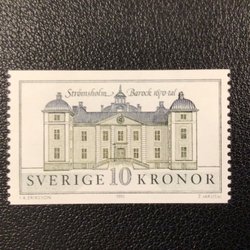 Strömsholm Barock 1670-tal
SVERIGE 10 KRONOR